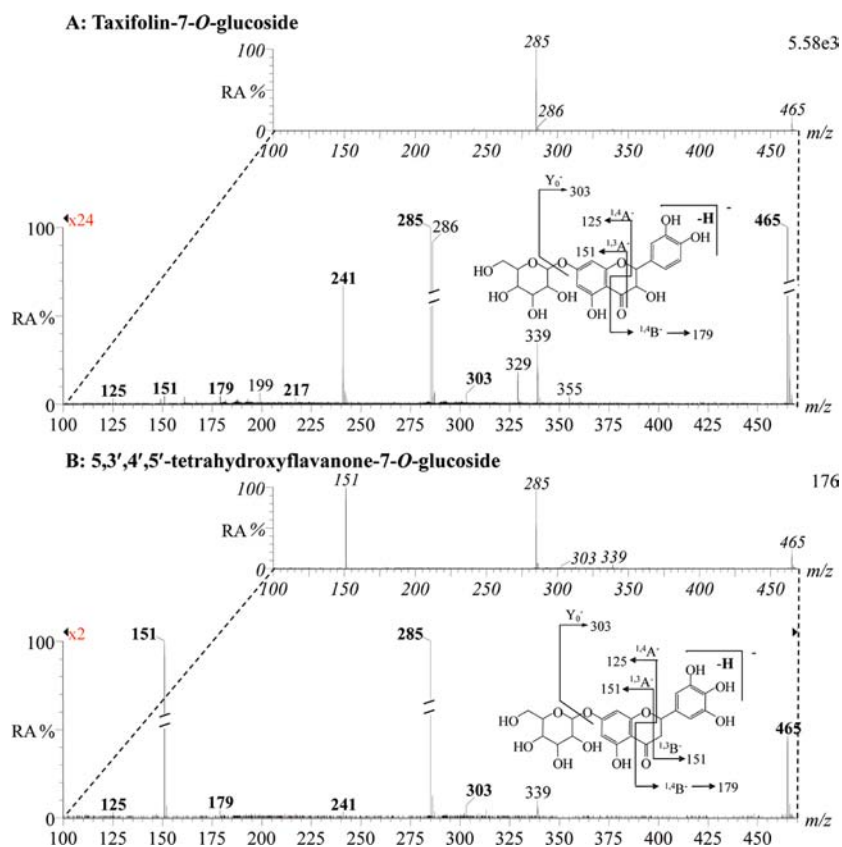 A: Taxifolin-7-O-glucoside
100
285
5.58e3
RA %
286
465
0
m/z
100 150 200 250 300 350 400 450
100
x24
285
286
465
Y₀⁻
303
125 ¹,⁴A⁻
151 ¹,³A⁻
-H
-
OH
OH
O
HO
O
O
O
HO
OH
OH
OH
O
OH
¹,⁴B⁻ → 179
241
RA %
339
329
303
355
125 151 179 199 217
0
m/z
100 125 150 175 200 225 250 275 300 325 350 375 400 425 450
B: 5,3′,4′,5′-tetrahydroxyflavanone-7-O-glucoside
100
151
285
176
RA %
303 339
465
0
m/z
100 150 200 250 300 350 400 450
100
x2
151
285
465
Y₀⁻
303
¹,⁴A⁻
125
¹,³A⁻
151
-H
-
OH
OH
OH
O
HO
O
O
O
HO
OH
OH
OH
O
¹,³B⁻
151
¹,⁴B⁻ → 179
RA %
125
179
241
303
339
0
m/z
100 125 150 175 200 225 250 275 300 325 350 375 400 425 450